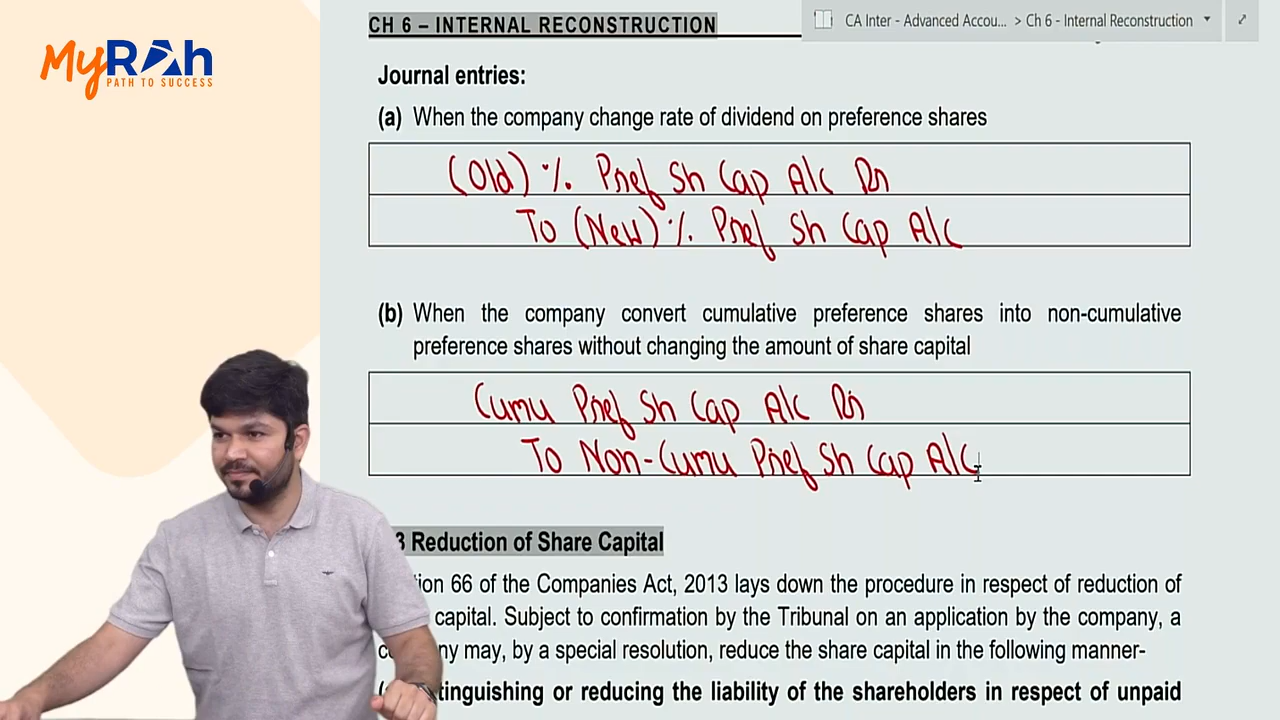 MyRAh
PATH TO SUCCESS
CA Inter - Advanced Accou... > Ch 6 - Internal Reconstruction
CH 6 – INTERNAL RECONSTRUCTION
Journal entries:
(a) When the company change rate of dividend on preference shares
(Old) % Pref Sh Cap A/c Dr
To (New) % Pref Sh Cap A/c
(b) When the company convert cumulative preference shares into non-cumulative
preference shares without changing the amount of share capital
Cumu Pref Sh Cap A/c Dr
To Non-Cumu Pref Sh Cap A/c
3 Reduction of Share Capital
66 of the Companies Act, 2013 lays down the procedure in respect of reduction of
capital. Subject to confirmation by the Tribunal on an application by the company, a
may, by a special resolution, reduce the share capital in the following manner-
or reducing the liability of the shareholders in respect of unpaid